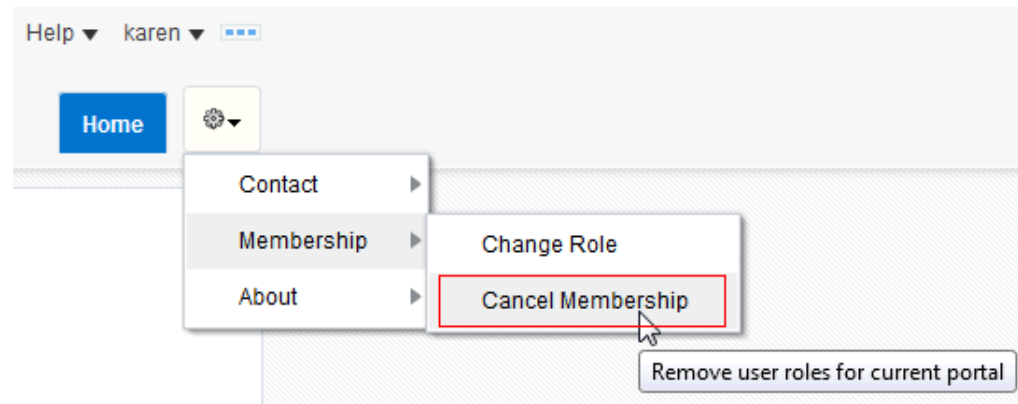 Help karen
Home
Contact
Membership
Change Role
About
Cancel Membership
Remove user roles for current portal